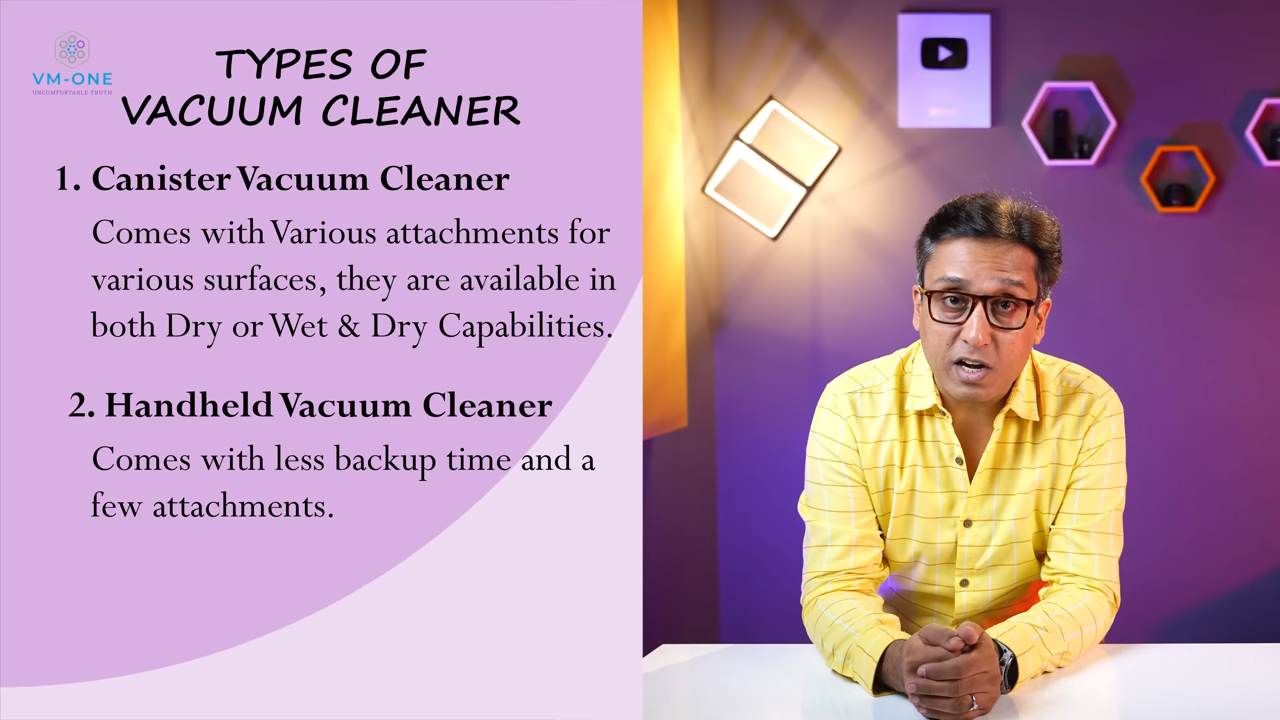 VM-ONE
UNCOMFORTABLE TRUTH
TYPES OF
VACUUM CLEANER
1. Canister Vacuum Cleaner
Comes with Various attachments for
various surfaces, they are available in
both Dry or Wet & Dry Capabilities.
2. Handheld Vacuum Cleaner
Comes with less backup time and a
few attachments.